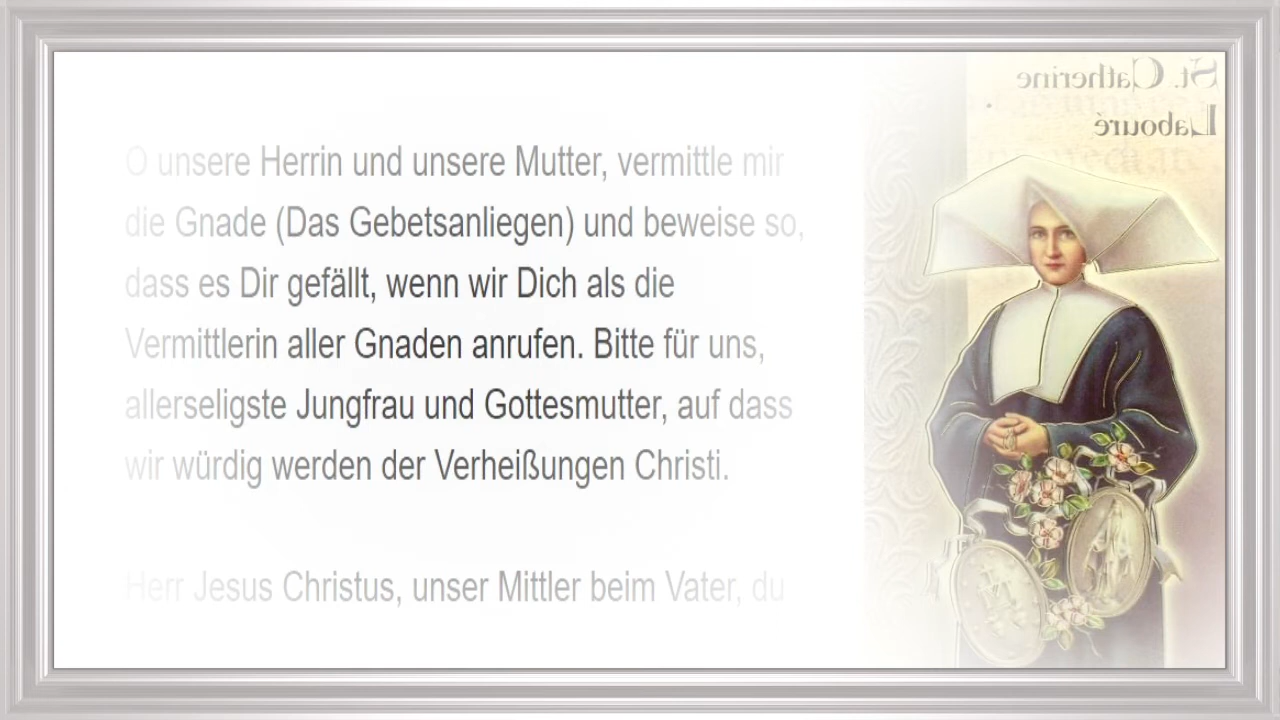 O unsere Herrin und unsere Mutter, vermittle mir
die Gnade (Das Gebetsanliegen) und beweise so,
dass es Dir gefällt, wenn wir Dich als die
Vermittlerin aller Gnaden anrufen. Bitte für uns,
allerseligste Jungfrau und Gottesmutter, auf dass
wir würdig werden der Verheißungen Christi.
Herr Jesus Christus, unser Mittler beim Vater, du
St. Catherine
Labouré